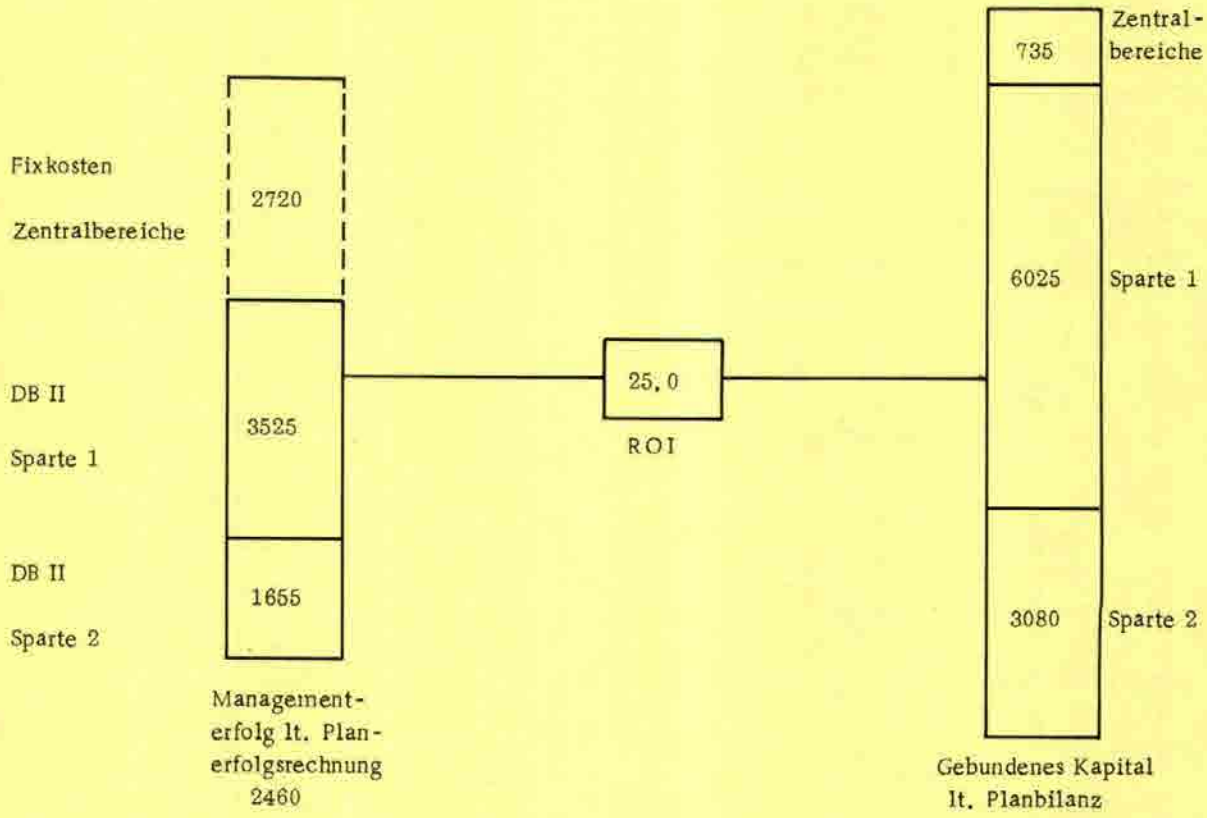 Fixkosten
Zentralbereiche
2720
DB II
Sparte 1
3525
DB II
Sparte 2
1655
Management-
erfolg lt. Plan-
erfolgsrechnung
2460
25,0
ROI
Zentral-
bereiche
735
6025 Sparte 1
3080 Sparte 2
Gebundenes Kapital
lt. Planbilanz